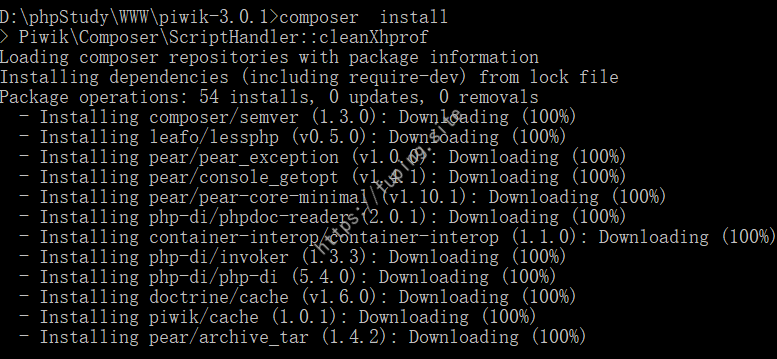 D:\phpStudy\WWW\piwik-3.0.1>composer  install
> Piwik\Composer\ScriptHandler::cleanXhprof
Loading composer repositories with package information
Installing dependencies (including require-dev) from lock file
Package operations: 54 installs, 0 updates, 0 removals
- Installing composer/semver (1.3.0): Downloading (100%)
- Installing leafo/lessphp (v0.5.0): Downloading (100%)
- Installing pear/pear_exception (v1.0.0): Downloading (100%)
- Installing pear/console_getopt (v1.4.1): Downloading (100%)
- Installing pear/pear-core-minimal (v1.10.1): Downloading (100%)
- Installing php-di/phpdoc-reader (2.0.1): Downloading (100%)
- Installing container-interop/container-interop (1.1.0): Downloading (100%)
- Installing php-di/invoker (1.3.3): Downloading (100%)
- Installing php-di/php-di (5.4.0): Downloading (100%)
- Installing doctrine/cache (v1.6.0): Downloading (100%)
- Installing piwik/cache (1.0.1): Downloading (100%)
- Installing pear/archive_tar (1.4.2): Downloading (100%)
https://fuping.site